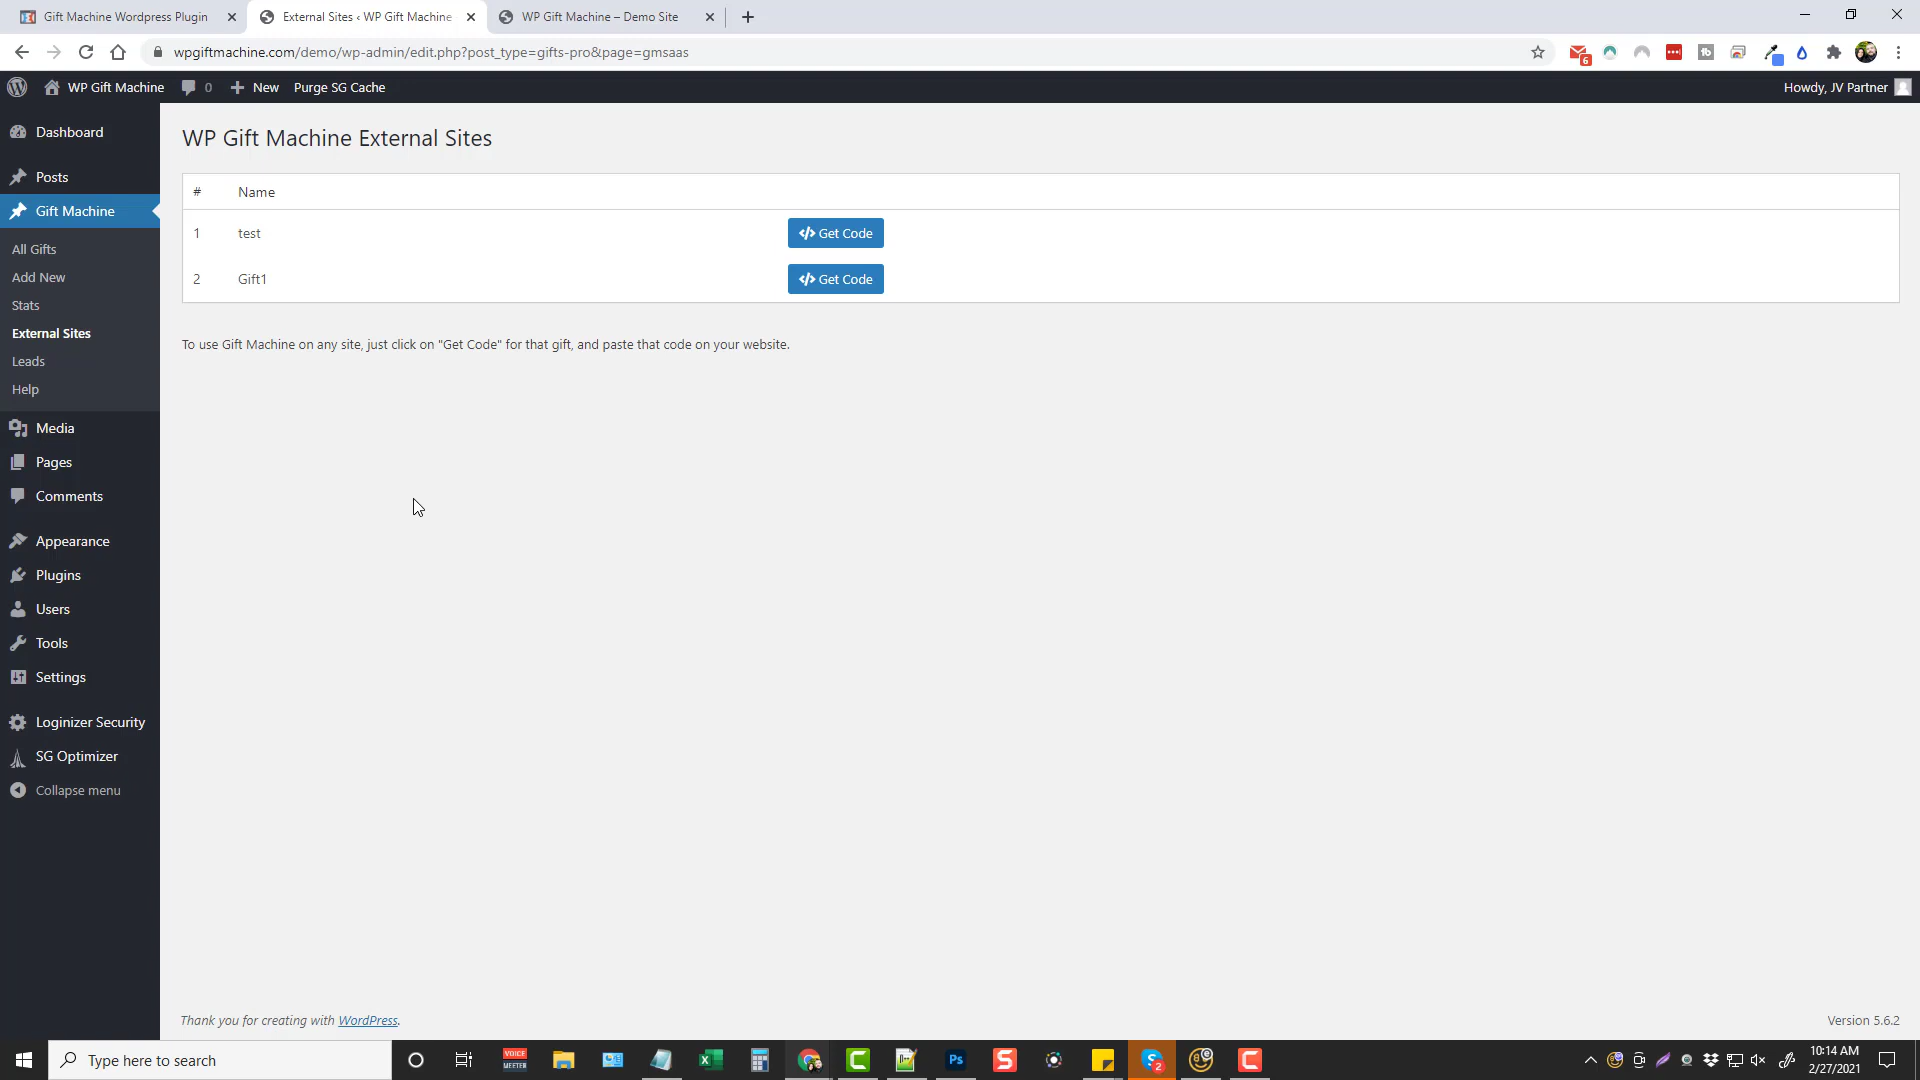 Gift Machine Wordpress Plugin
External Sites ‹ WP Gift Machine
WP Gift Machine – Demo Site
wpgiftmachine.com/demo/wp-admin/edit.php?post_type=gifts-pro&page=gmsaas
6
WP Gift Machine
0
New
Purge SG Cache
Howdy, JV Partner
Dashboard
Posts
Gift Machine
All Gifts
Add New
Stats
External Sites
Leads
Help
Media
Pages
Comments
Appearance
Plugins
Users
Tools
Settings
Loginizer Security
SG Optimizer
Collapse menu
WP Gift Machine External Sites
# Name
1 test Get Code
2 Gift1 Get Code
To use Gift Machine on any site, just click on "Get Code" for that gift, and paste that code on your website.
Thank you for creating with WordPress.
Version 5.6.2
Type here to search
VOICE
MEETER
Ps
2
10:14 AM
2/27/2021